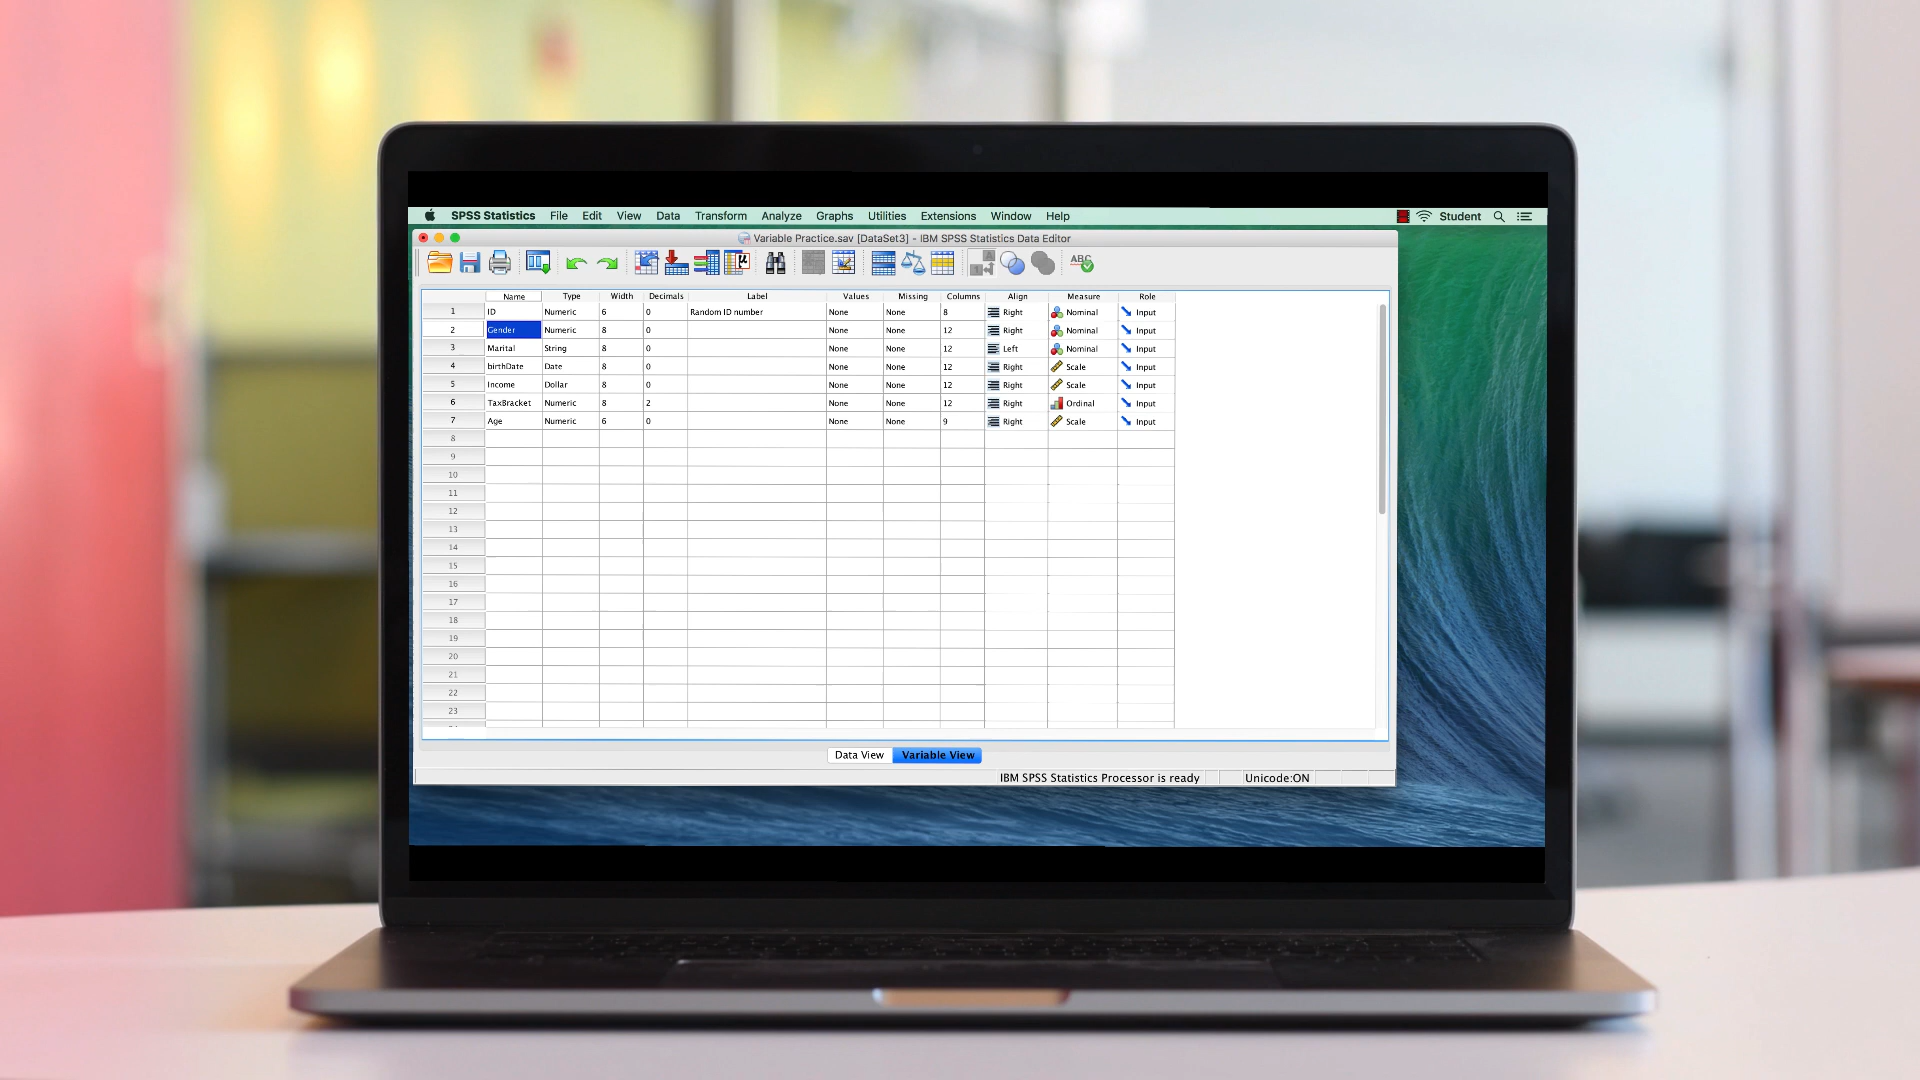 SPSS Statistics File Edit View Data Transform Analyze Graphs Utilities Extensions Window Help Student
Variable Practice.sav [DataSet3] - IBM SPSS Statistics Data Editor
ABC
Name Type Width Decimals Label Values Missing Columns Align Measure Role
1 ID Numeric 6 0 Random ID number None None 8 Right Nominal Input
2 Gender Numeric 8 0 None None 12 Right Nominal Input
3 Marital String 8 0 None None 12 Left Nominal Input
4 birthDate Date 8 0 None None 12 Right Scale Input
5 Income Dollar 8 0 None None 12 Right Scale Input
6 TaxBracket Numeric 8 2 None None 12 Right Ordinal Input
7 Age Numeric 6 0 None None 9 Right Scale Input
8
9
10
11
12
13
14
15
16
17
18
19
20
21
22
23
Data View Variable View
IBM SPSS Statistics Processor is ready Unicode:ON